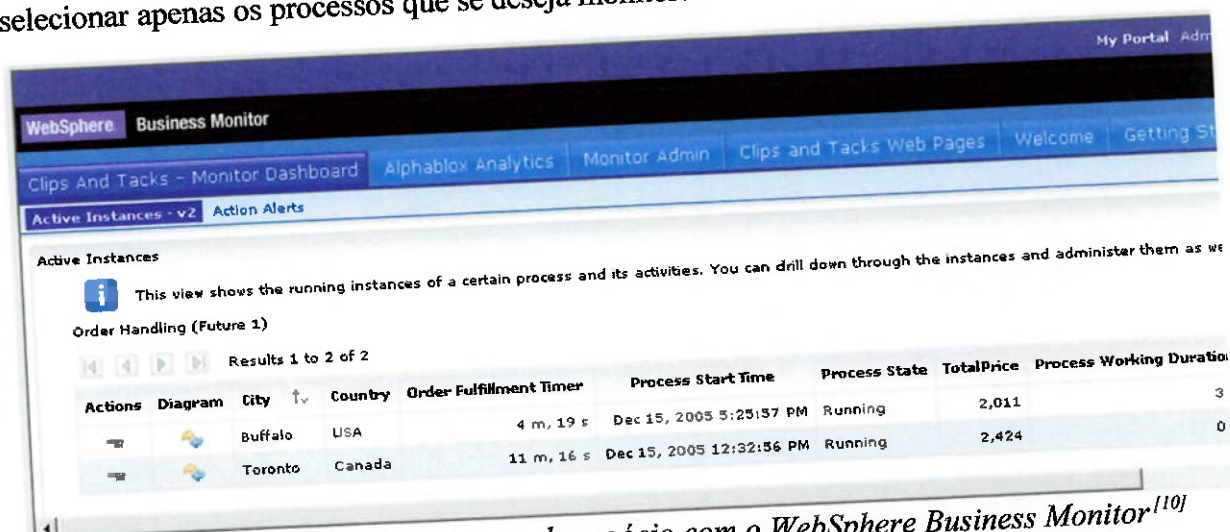 selecionar apenas os processos que se deseja
My Portal
WebSphere. Business Monitor
Clips And Tacks - Monitor Dashboard Alphablox Analytics Monitor Admin Clips and Tacks Web Pages Welcome Getting
Active Instances - v2 Action Alerts
Active Instances
This view shows the running instances of a certain process and its activities. You can drill down through the instances and administer them as
Order Handling (Future 1)
Results 1 to 2 of 2
Actions Diagram City Country Order Fulfillment Timer Process Start Time Process State TotalPrice Process Working Duration
Buffalo USA 4 m, 19 s Dec 15, 2005 5:25:57 PM Running 2,011 3
Toronto Canada 11 m, 16 s Dec 15, 2005 12:32:56 PM Running 2,424 0
com o WebSphere Business Monitor[10]